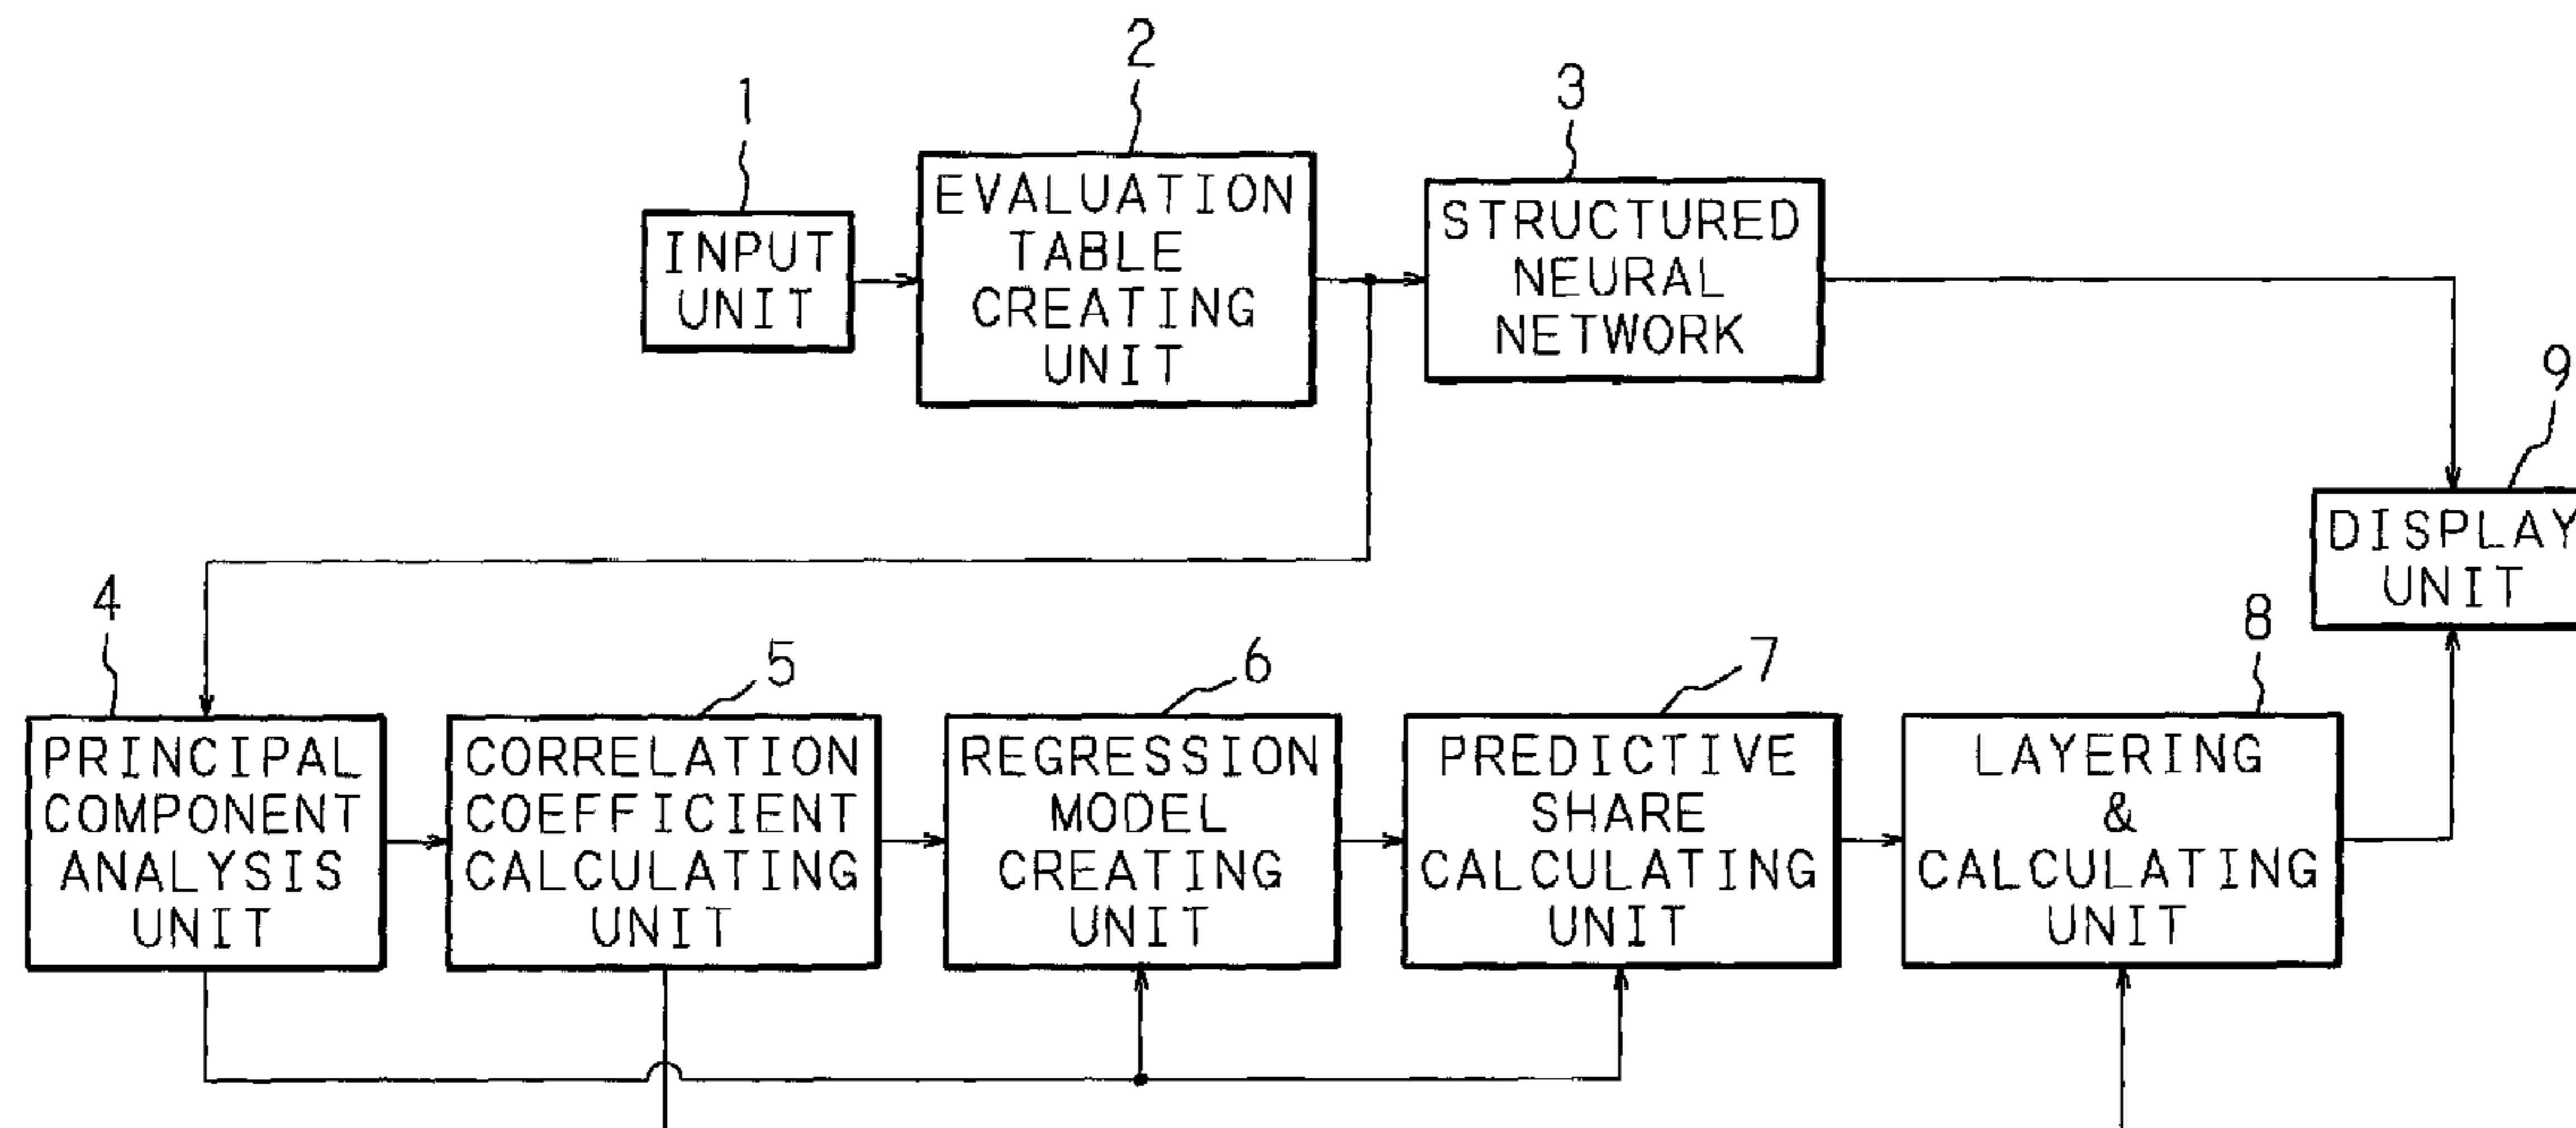 1
INPUT
UNIT
2
EVALUATION
TABLE
CREATING
UNIT
3
STRUCTURED
NEURAL
NETWORK
9
DISPLAY
UNIT
4
PRINCIPAL
COMPONENT
ANALYSIS
UNIT
5
CORRELATION
COEFFICIENT
CALCULATING
UNIT
6
REGRESSION
MODEL
CREATING
UNIT
7
PREDICTIVE
SHARE
CALCULATING
UNIT
8
LAYERING
&
CALCULATING
UNIT